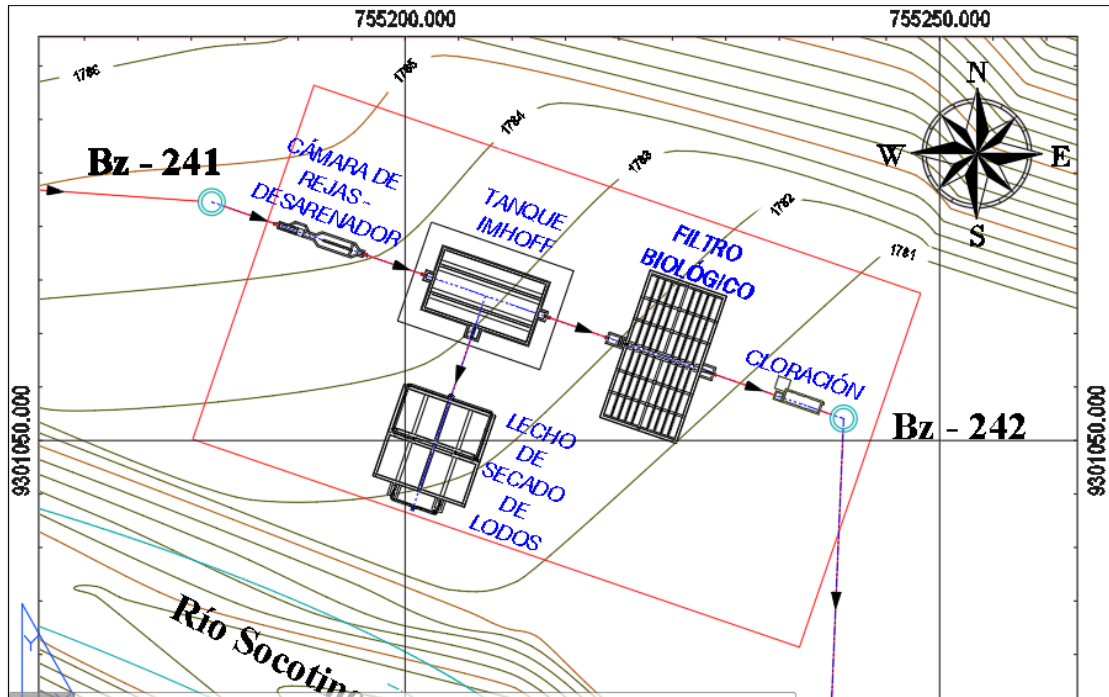 755200.000
755250.000
1786
1785
1784
1783
1782
1781
N
W
E
S
Bz - 241
CÁMARA DE
REJAS -
DESARENADOR
TANQUE
IMHOFF
FILTRO
BIOLÓGICO
CLORACIÓN
9301050.000
Bz - 242
9301050.000
LECHO
DE
SECADO
DE
LODOS
Río
Y